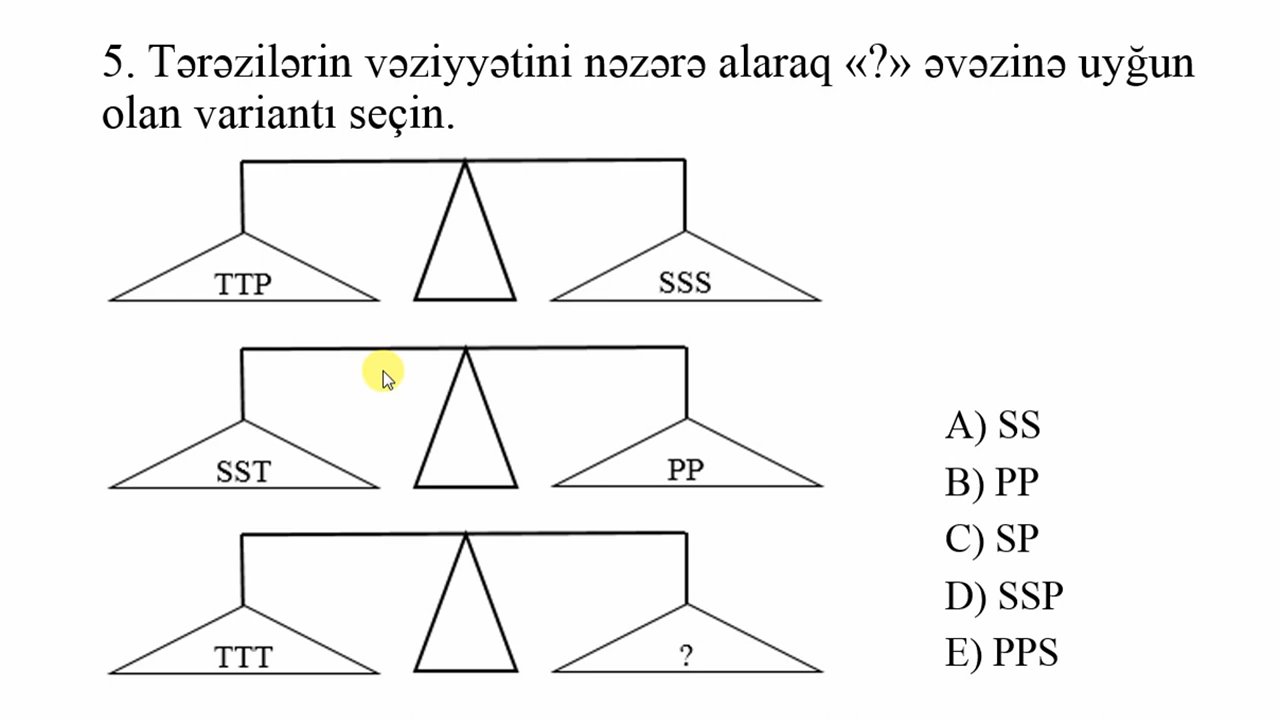 5. Tərəzilərin vəziyyətini nəzərə alaraq «?» əvəzinə uyğun
olan variantı seçin.
TTP
SSS
SST
PP
TTT
?
A) SS
B) PP
C) SP
D) SSP
E) PPS